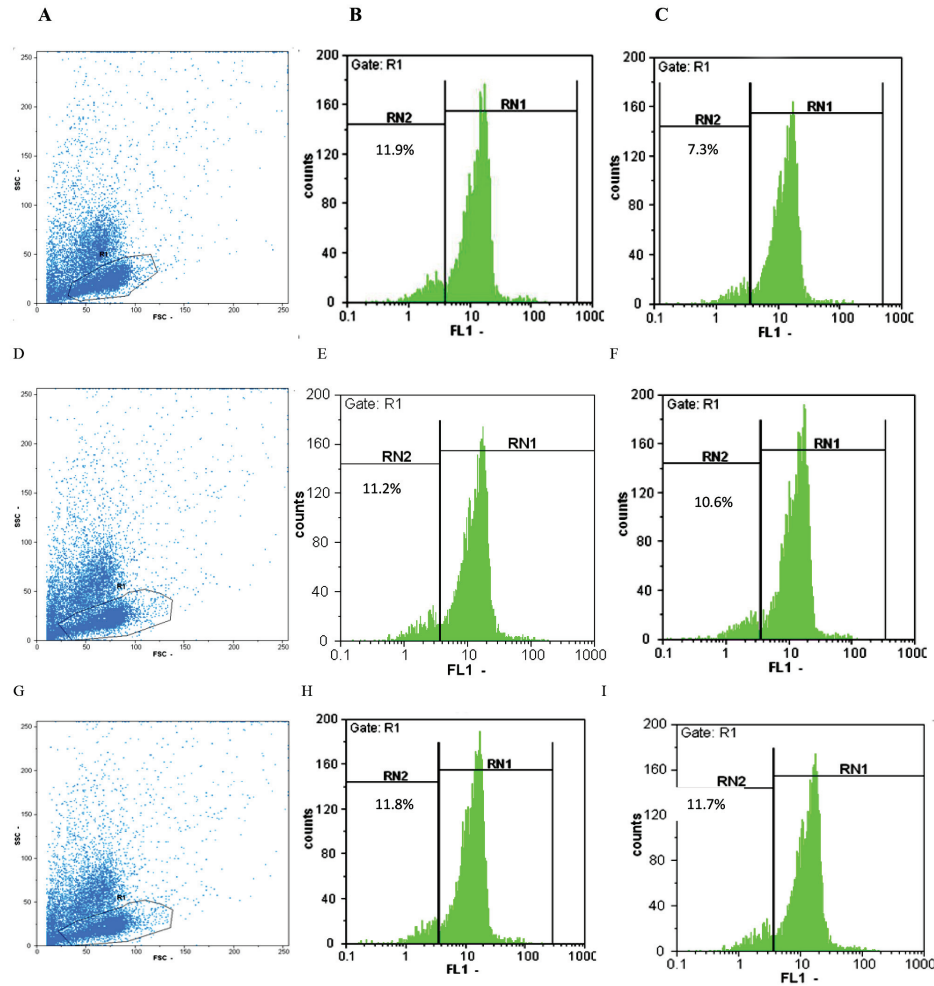 A
B
C
250
200
150
100
50
0
SSC -
R1
50
100
150
200
250
FSC -
Gate: R1
200
160
120
80
40
0
counts
RN1
RN2
11.9%
0.1
1
10
100
1000
FL1 -
Gate: R1
200
160
120
80
40
0
counts
RN1
RN2
7.3%
0.1
1
10
100
100
FL1 -
D
E
F
250
200
150
100
50
0
SSC -
R1
0
50
100
150
200
250
FSC -
Gate: R1
200
160
120
80
40
0
counts
RN1
RN2
11.2%
0.1
1
10
100
1000
FL1 -
Gate: R1
200
160
120
80
40
0
counts
RN1
RN2
10.6%
0.1
1
10
100
1000
FL1 -
G
H
I
250
200
150
100
50
0
SSC -
R1
0
50
100
150
200
250
FSC -
Gate: R1
200
160
120
80
40
0
counts
RN1
RN2
11.8%
0.1
1
10
100
1000
FL1 -
Gate: R1
200
160
120
80
40
0
counts
RN1
RN2
11.7%
0.1
1
10
100
1000
FL1 -